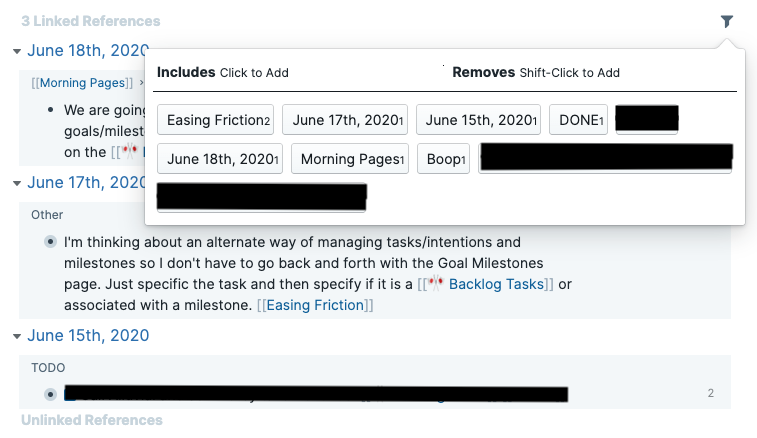 3 Linked References
June 18th, 2020
Includes Click to Add Removes Shift-Click to Add
[[Morning Pages]] ›
Easing Friction2 June 17th, 20201 June 15th, 20201 DONE1
We are going
goals/milest
on the [[🎌
June 18th, 20201 Morning Pages1 Boop1
June 17th, 2020
Other
I'm thinking about an alternate way of managing tasks/intentions and
milestones so I don't have to go back and forth with the Goal Milestones
page. Just specific the task and then specify if it is a [[🎌 Backlog Tasks]] or
associated with a milestone. [[Easing Friction]]
June 15th, 2020
TODO
2
Unlinked References